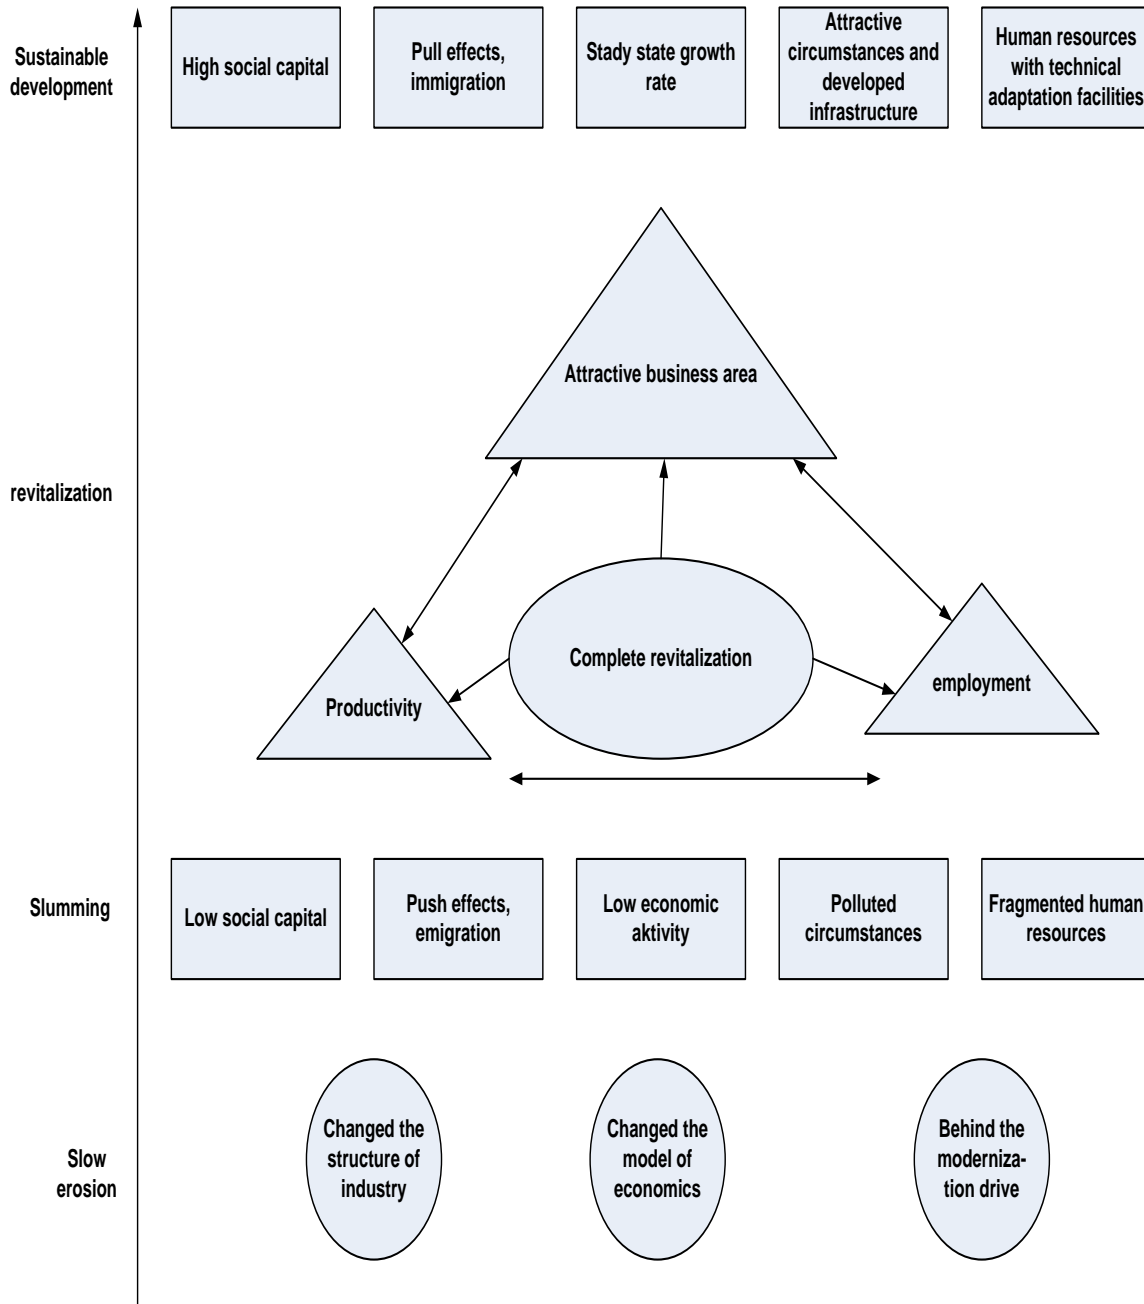 Sustainable
development
High social capital
Pull effects,
immigration
Stady state growth
rate
Attractive
circumstances and
developed
infrastructure
Human resources
with technical
adaptation facilities
Attractive business area
revitalization
Complete revitalization
Productivity
employment
Slumming
Low social capital
Push effects,
emigration
Low economic
aktivity
Polluted
circumstances
Fragmented human
resources
Slow
erosion
Changed the
structure of
industry
Changed the
model of
economics
Behind the
moderniza-
tion drive